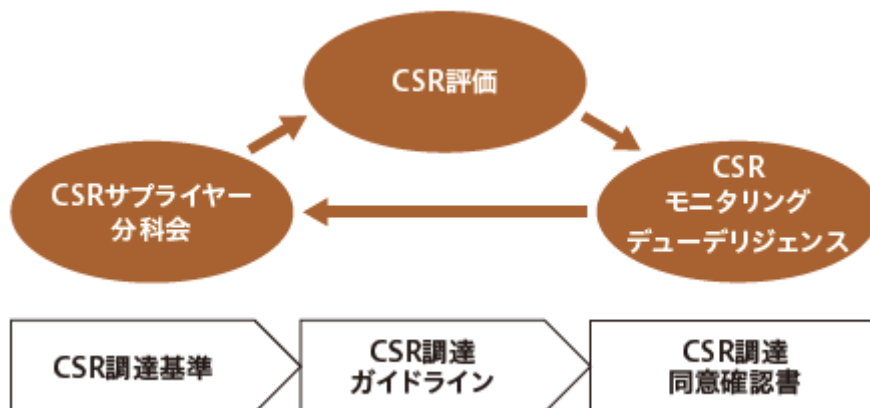 CSR評価
CSRサプライヤー
分科会
CSR
モニタリング
デューデリジェンス
CSR調達基準
CSR調達
ガイドライン
CSR調達
同意確認書